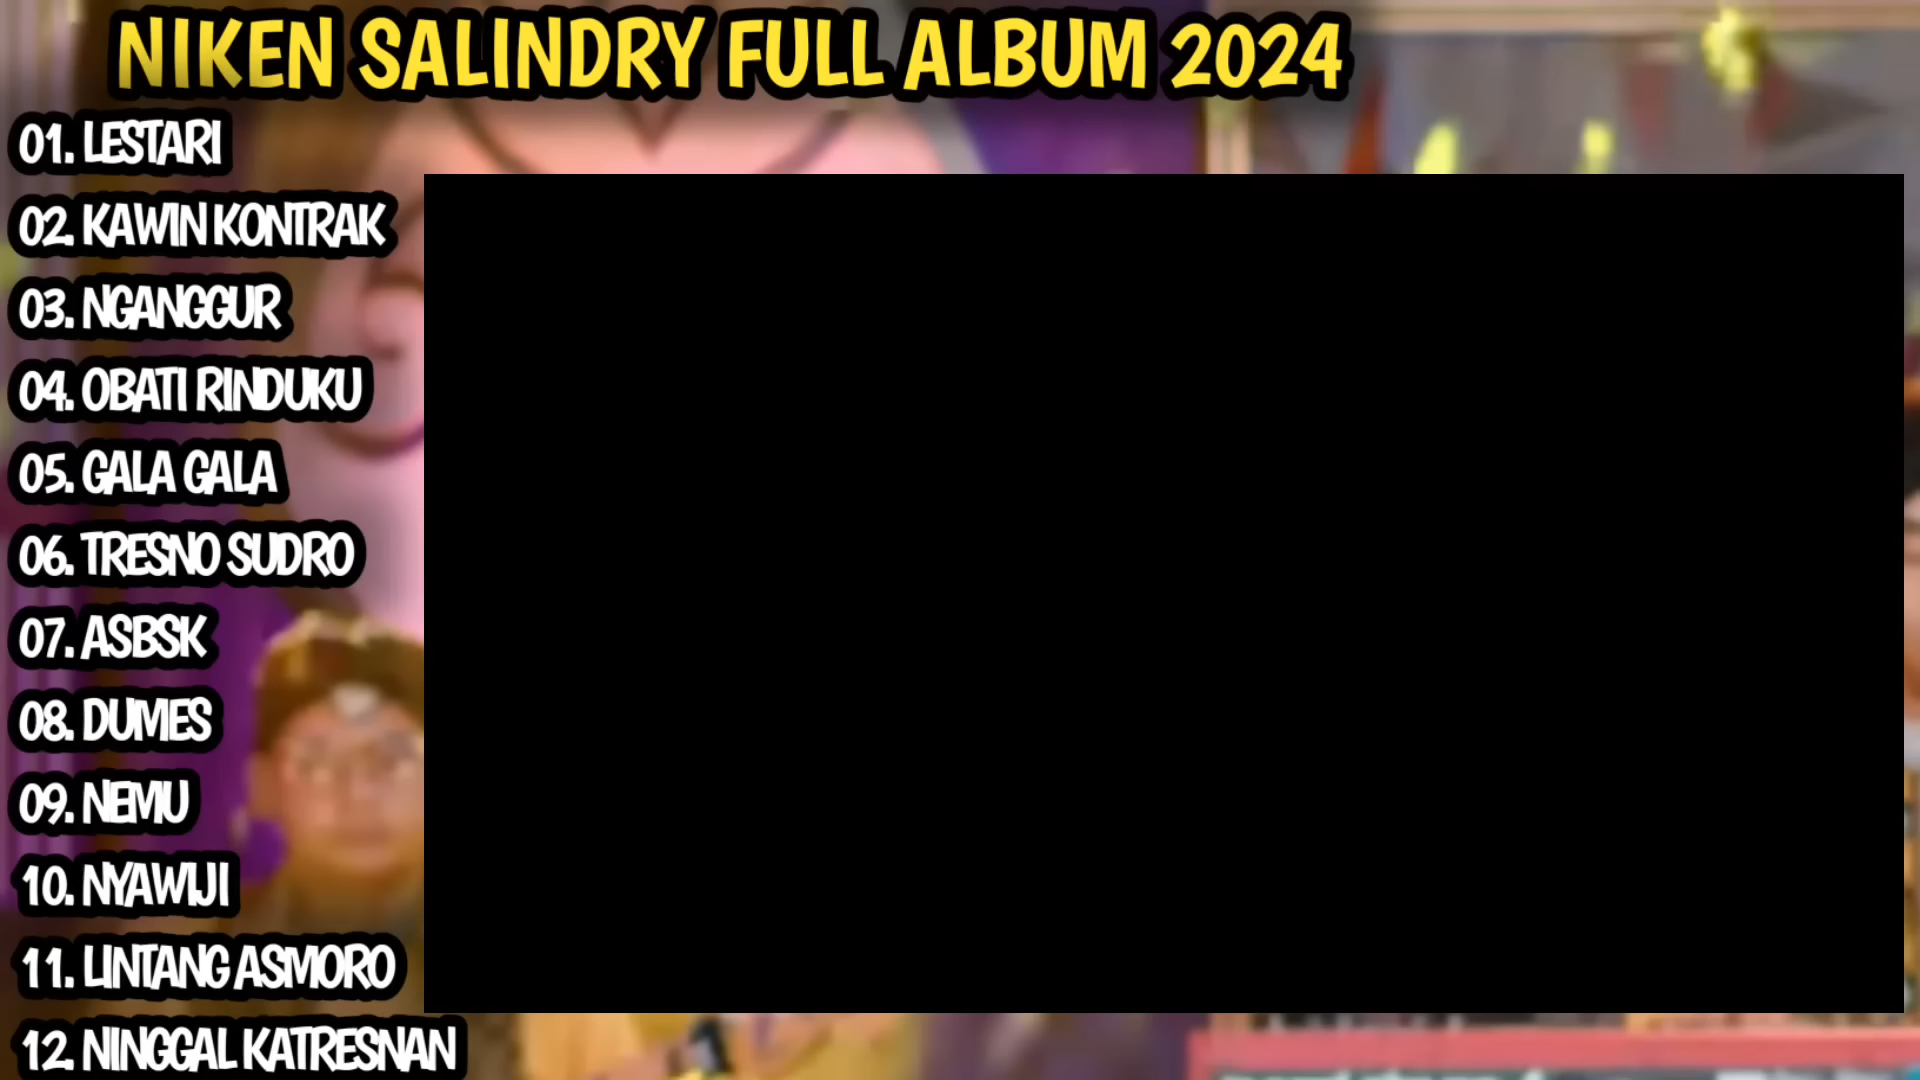 NIKEN SALINDRY FULL ALBUM 2024
01. LESTARI
02. KAWIN KONTRAK
03. NGANGGUR
04. OBATI RINDUKU
05. GALA GALA
06. TRESNO SUDRO
07. ASBSK
08. DUMES
09. NEMU
10. NYAWIJI
11. LINTANG ASMORO
12. NINGGAL KATRESNAN